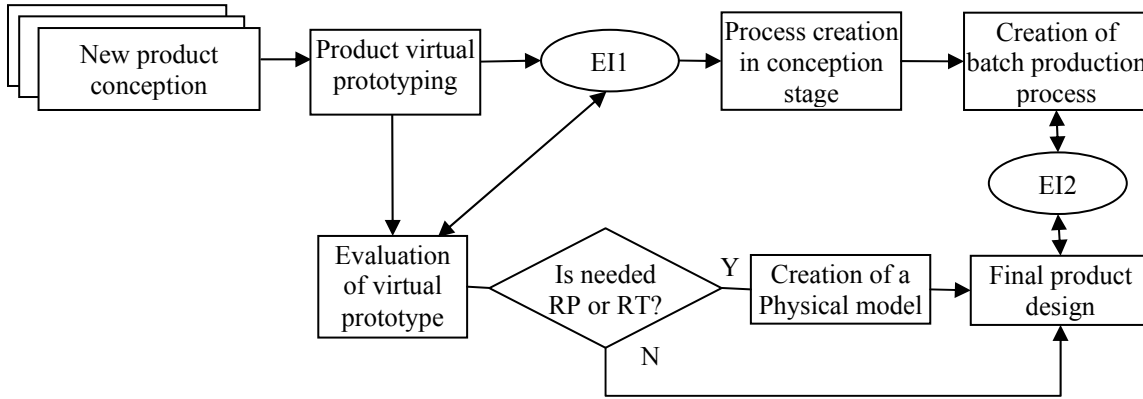 New product
conception
Product virtual
prototyping
EI1
Process creation
in conception
stage
Creation of
batch production
process
EI2
Evaluation
of virtual
prototype
Is needed
RP or RT?
Y
Creation of a
Physical model
Final product
design
N